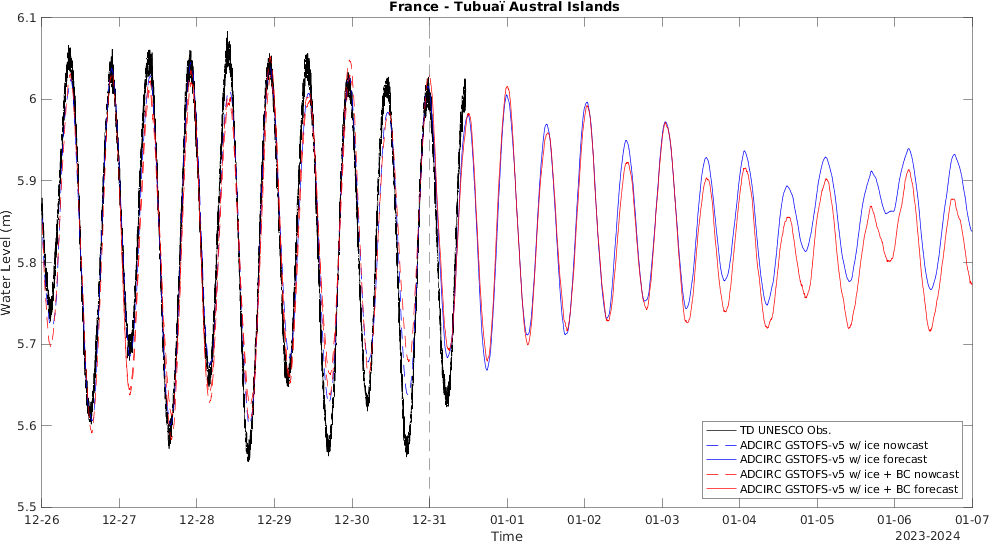 France - Tubuaï Austral Islands
6.1
6
5.9
5.8
5.7
5.6
5.5
Water Level (m)
TD UNESCO Obs.
ADCIRC GSTOFS-v5 w/ ice nowcast
ADCIRC GSTOFS-v5 w/ ice forecast
ADCIRC GSTOFS-v5 w/ ice + BC nowcast
ADCIRC GSTOFS-v5 w/ ice + BC forecast
12-26 12-27 12-28 12-29 12-30 12-31 01-01 01-02 01-03 01-04 01-05 01-06 01-07
Time
2023-2024